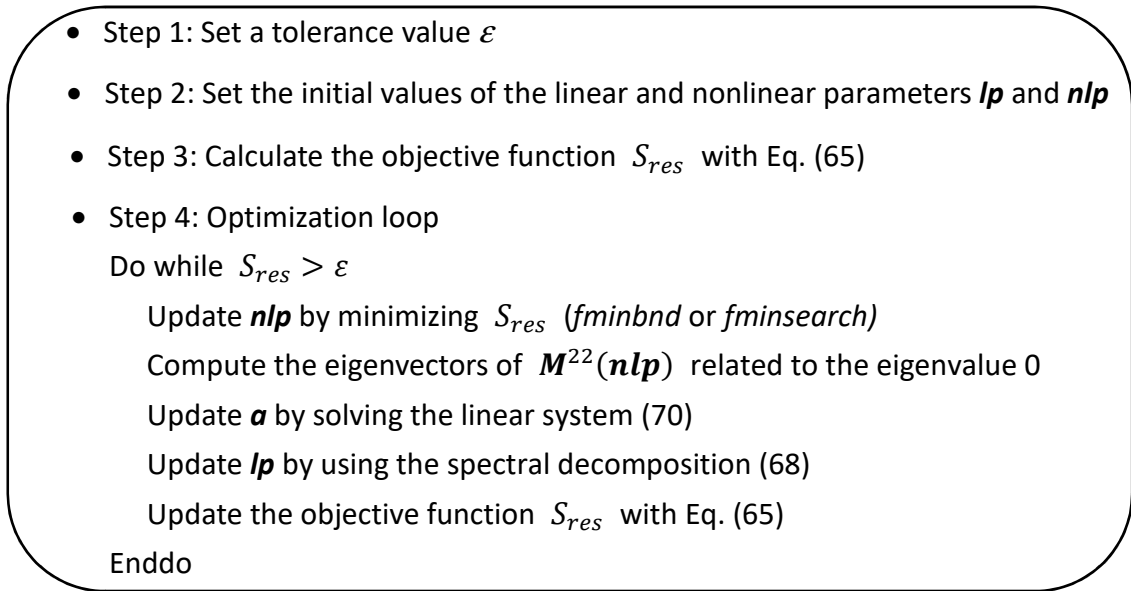 • Step 1: Set a tolerance value ε
• Step 2: Set the initial values of the linear and nonlinear parameters lp and nlp
• Step 3: Calculate the objective function S_res with Eq. (65)
• Step 4: Optimization loop
Do while S_res > ε
Update nlp by minimizing S_res (fminbnd or fminsearch)
Compute the eigenvectors of M^22(nlp) related to the eigenvalue 0
Update a by solving the linear system (70)
Update lp by using the spectral decomposition (68)
Update the objective function S_res with Eq. (65)
Enddo